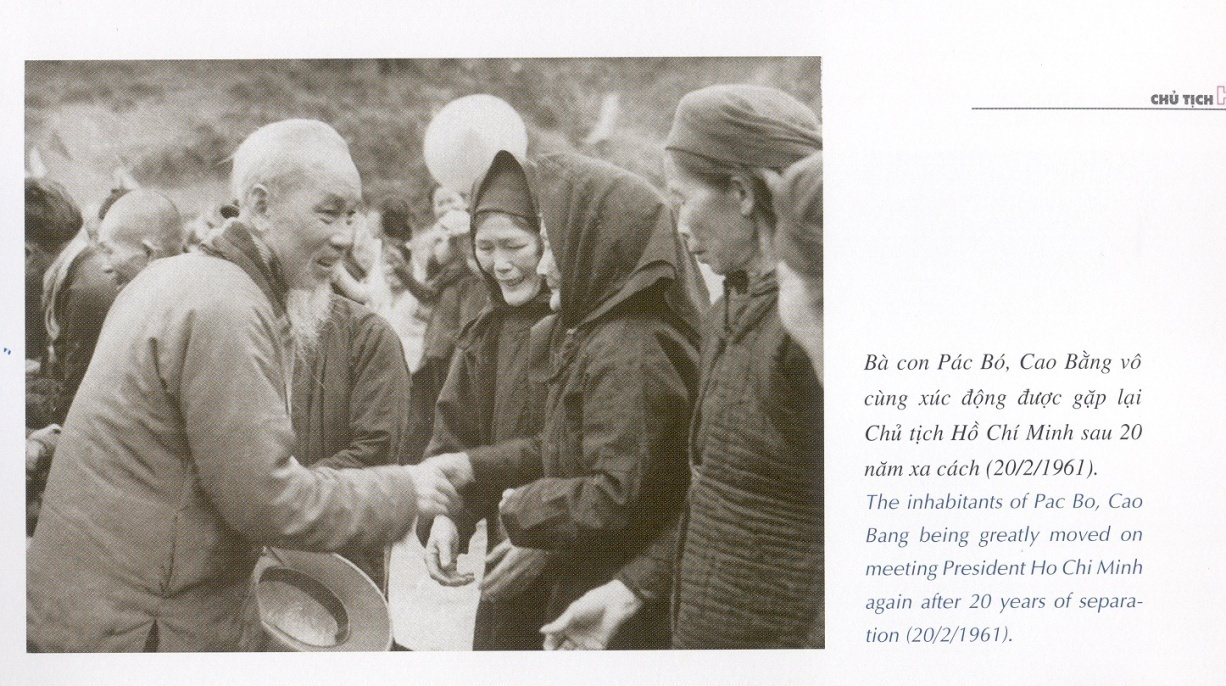 CHỦ TỊCH H
Bà con Pác Bó, Cao Bằng vô
cùng xúc động được gặp lại
Chủ tịch Hồ Chí Minh sau 20
năm xa cách (20/2/1961).
The inhabitants of Pac Bo, Cao
Bang being greatly moved on
meeting President Ho Chi Minh
again after 20 years of separa-
tion (20/2/1961).